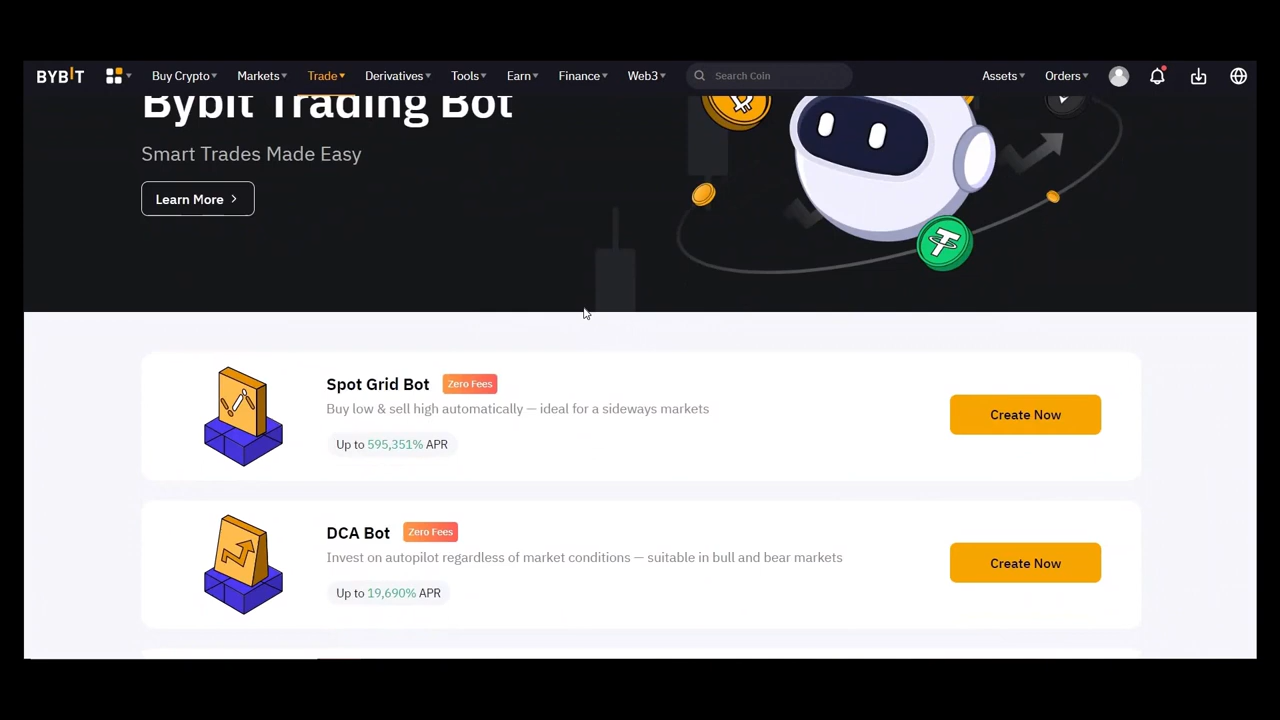 BYBIT Buy Crypto Markets Trade Derivatives Tools Earn Finance Web3 Search Coin Assets Orders
Bybit Trading Bot
Smart Trades Made Easy
Learn More
Spot Grid Bot Zero Fees
Buy low & sell high automatically — ideal for a sideways markets
Up to 595,351% APR
Create Now
DCA Bot Zero Fees
Invest on autopilot regardless of market conditions — suitable in bull and bear markets
Up to 19,690% APR
Create Now